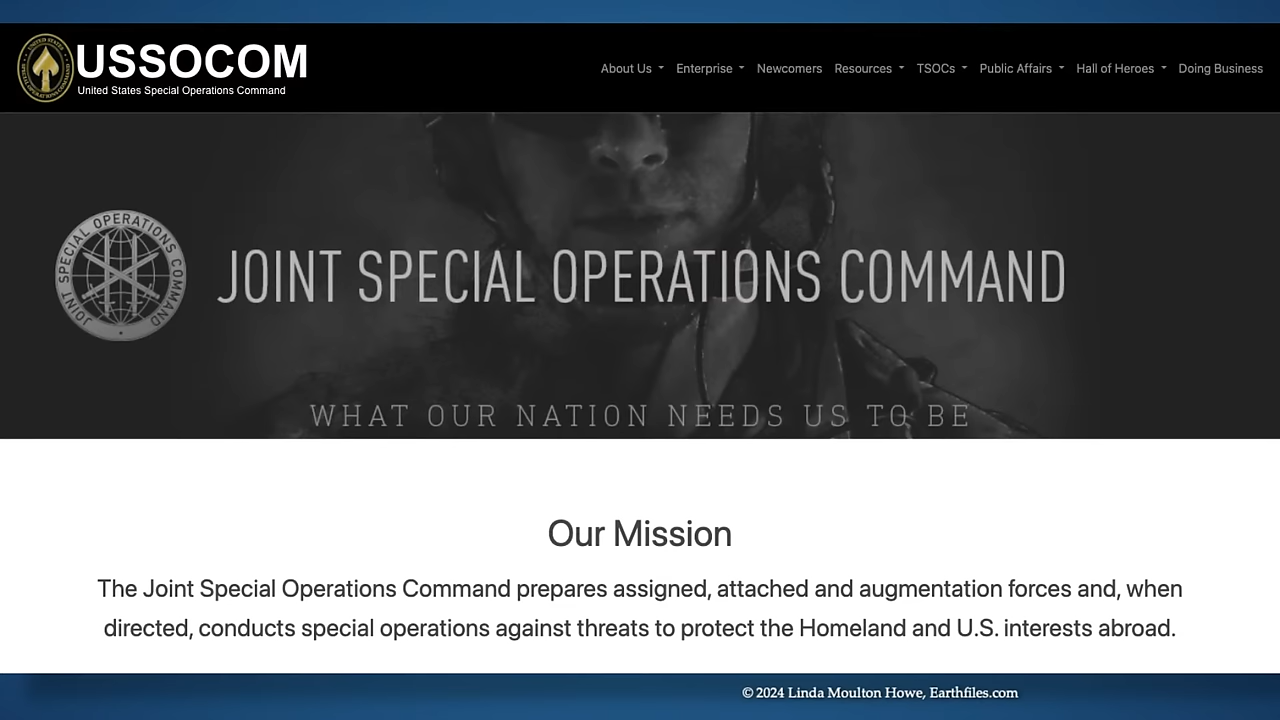 USSOCOM
United States Special Operations Command
About Us
Enterprise
Newcomers
Resources
TSOCs
Public Affairs
Hall of Heroes
Doing Business
JOINT SPECIAL OPERATIONS COMMAND
JOINT SPECIAL OPERATIONS COMMAND
WHAT OUR NATION NEEDS US TO BE
Our Mission
The Joint Special Operations Command prepares assigned, attached and augmentation forces and, when
directed, conducts special operations against threats to protect the Homeland and U.S. interests abroad.
© 2024 Linda Moulton Howe, Earthfiles.com